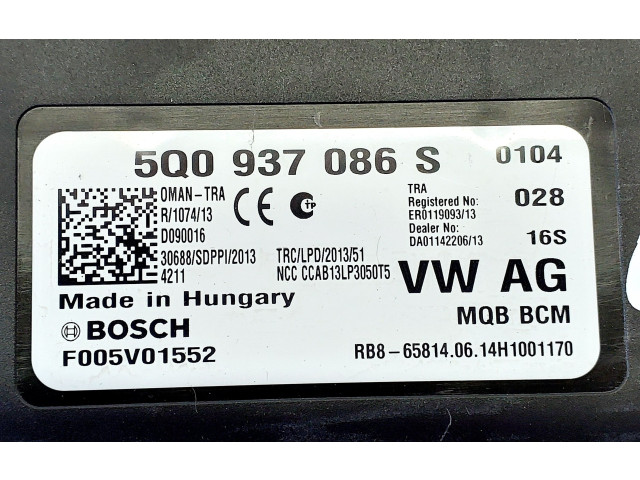 5Q0 937 086 S 0104
OMAN-TRA
R/1074/13
D090016
30688/SDPPI/2013
4211
CE
TP
TRC/LPD/2013/51
NCC CCAB13LP3050T5
TRA
Registered No:
ER0119093/13
Dealer No:
DA01142206/13
028
16S
VW AG
MQB BCM
Made in Hungary
BOSCH
F005V01552
RB8-65814.06.14H1001170